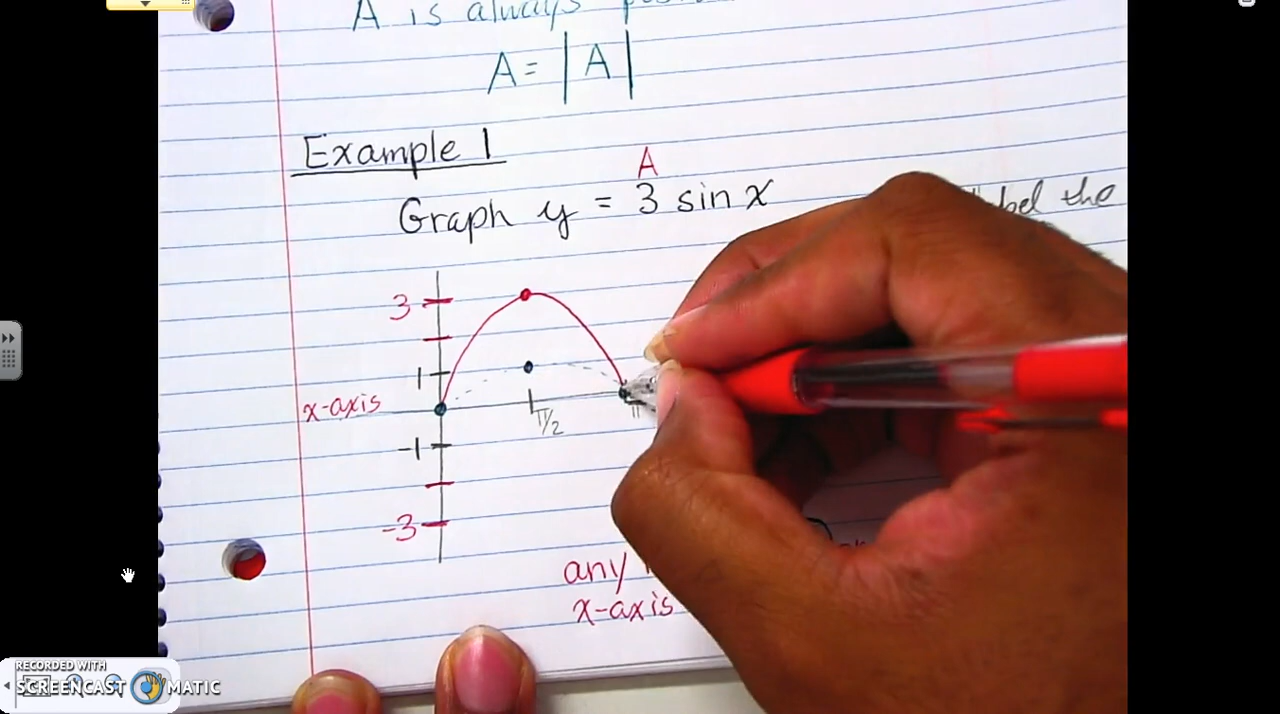 A is always
A = |A|
Example 1
A
Graph y = 3 sin x
the
3
1
x-axis
π/2
π
-1
-3
any
x-axis
RECORDED WITH
SCREENCAST MATIC